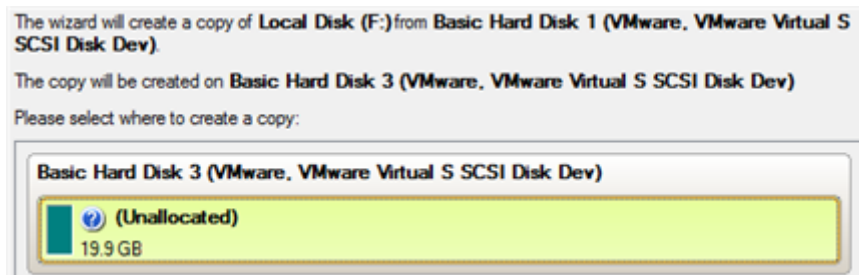 The wizard will create a copy of Local Disk (F:)from Basic Hard Disk 1 (VMware, VMware Virtual S
SCSI Disk Dev).
The copy will be created on Basic Hard Disk 3 (VMware, VMware Virtual S SCSI Disk Dev)
Please select where to create a copy:
Basic Hard Disk 3 (VMware, VMware Virtual S SCSI Disk Dev)
(Unallocated)
19.9 GB